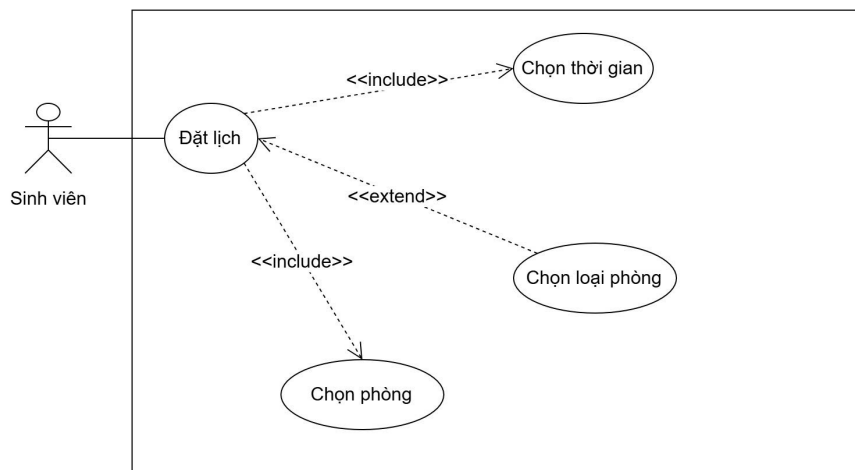 Chọn thời gian
<<include>>
Đặt lịch
Sinh viên
<<extend>>
<<include>>
Chọn loại phòng
Chọn phòng